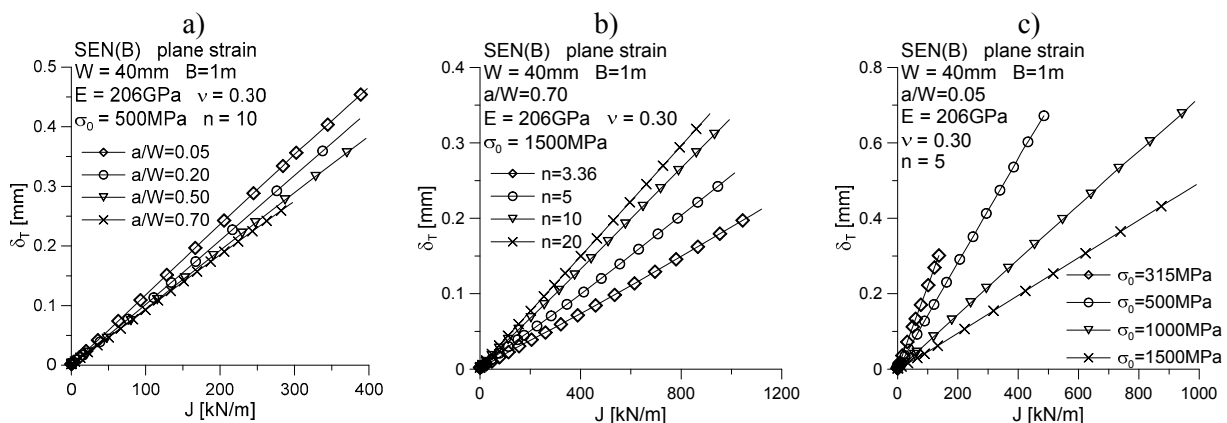 a)
SEN(B) plane strain
W = 40mm B=1m
E = 206GPa ν = 0.30
σ0 = 500MPa n = 10
a/W=0.05
a/W=0.20
a/W=0.50
a/W=0.70
δT [mm]
0.5
0.4
0.3
0.2
0.1
0
0 100 200 300 400
J [kN/m]
b)
SEN(B) plane strain
W = 40mm B=1m
a/W=0.70
E = 206GPa ν = 0.30
σ0 = 1500MPa
n=3.36
n=5
n=10
n=20
δT [mm]
0.4
0.3
0.2
0.1
0
0 400 800 1200
J [kN/m]
c)
SEN(B) plane strain
W = 40mm B=1m
a/W=0.05
E = 206GPa
ν = 0.30
n = 5
σ0=315MPa
σ0=500MPa
σ0=1000MPa
σ0=1500MPa
δT [mm]
0.8
0.6
0.4
0.2
0
0 200 400 600 800 1000
J [kN/m]